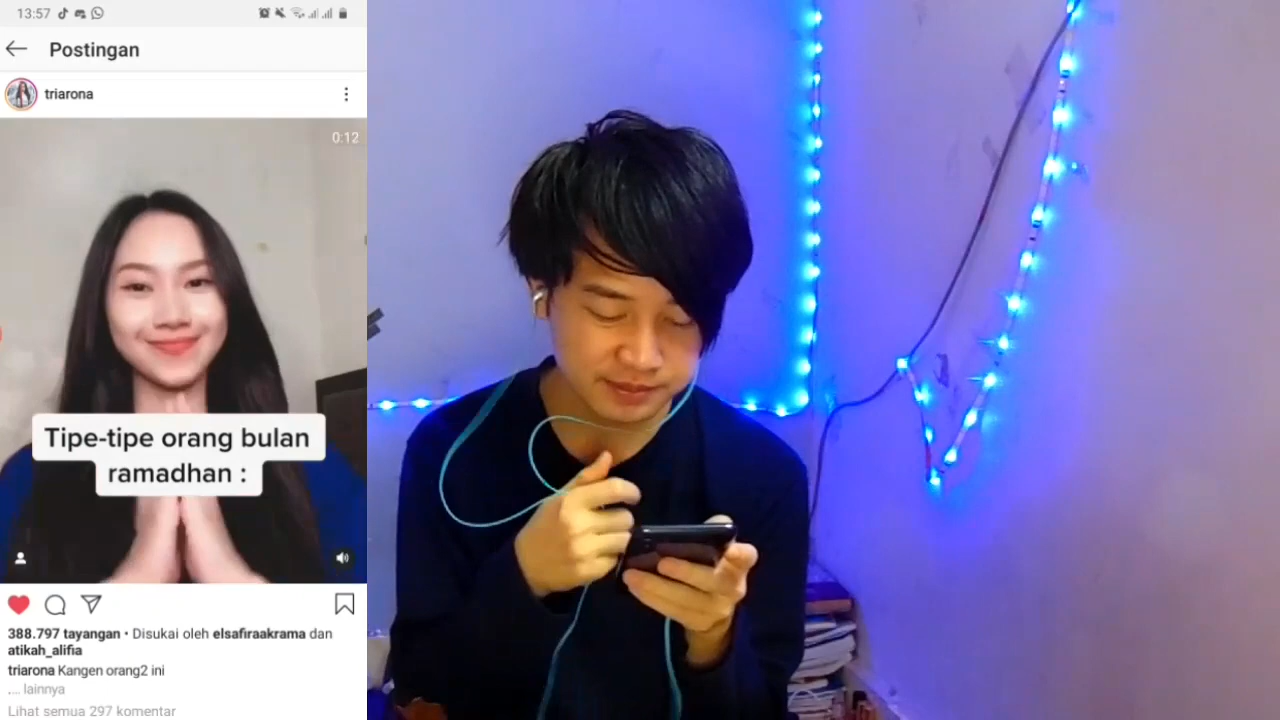 13:57
Postingan
triarona
0:12
Tipe-tipe orang bulan
ramadhan :
388.797 tayangan • Disukai oleh elsafiraakrama dan
atikah_alifia
triarona Kangen orang2 ini
.... lainnya
Lihat semua 297 komentar